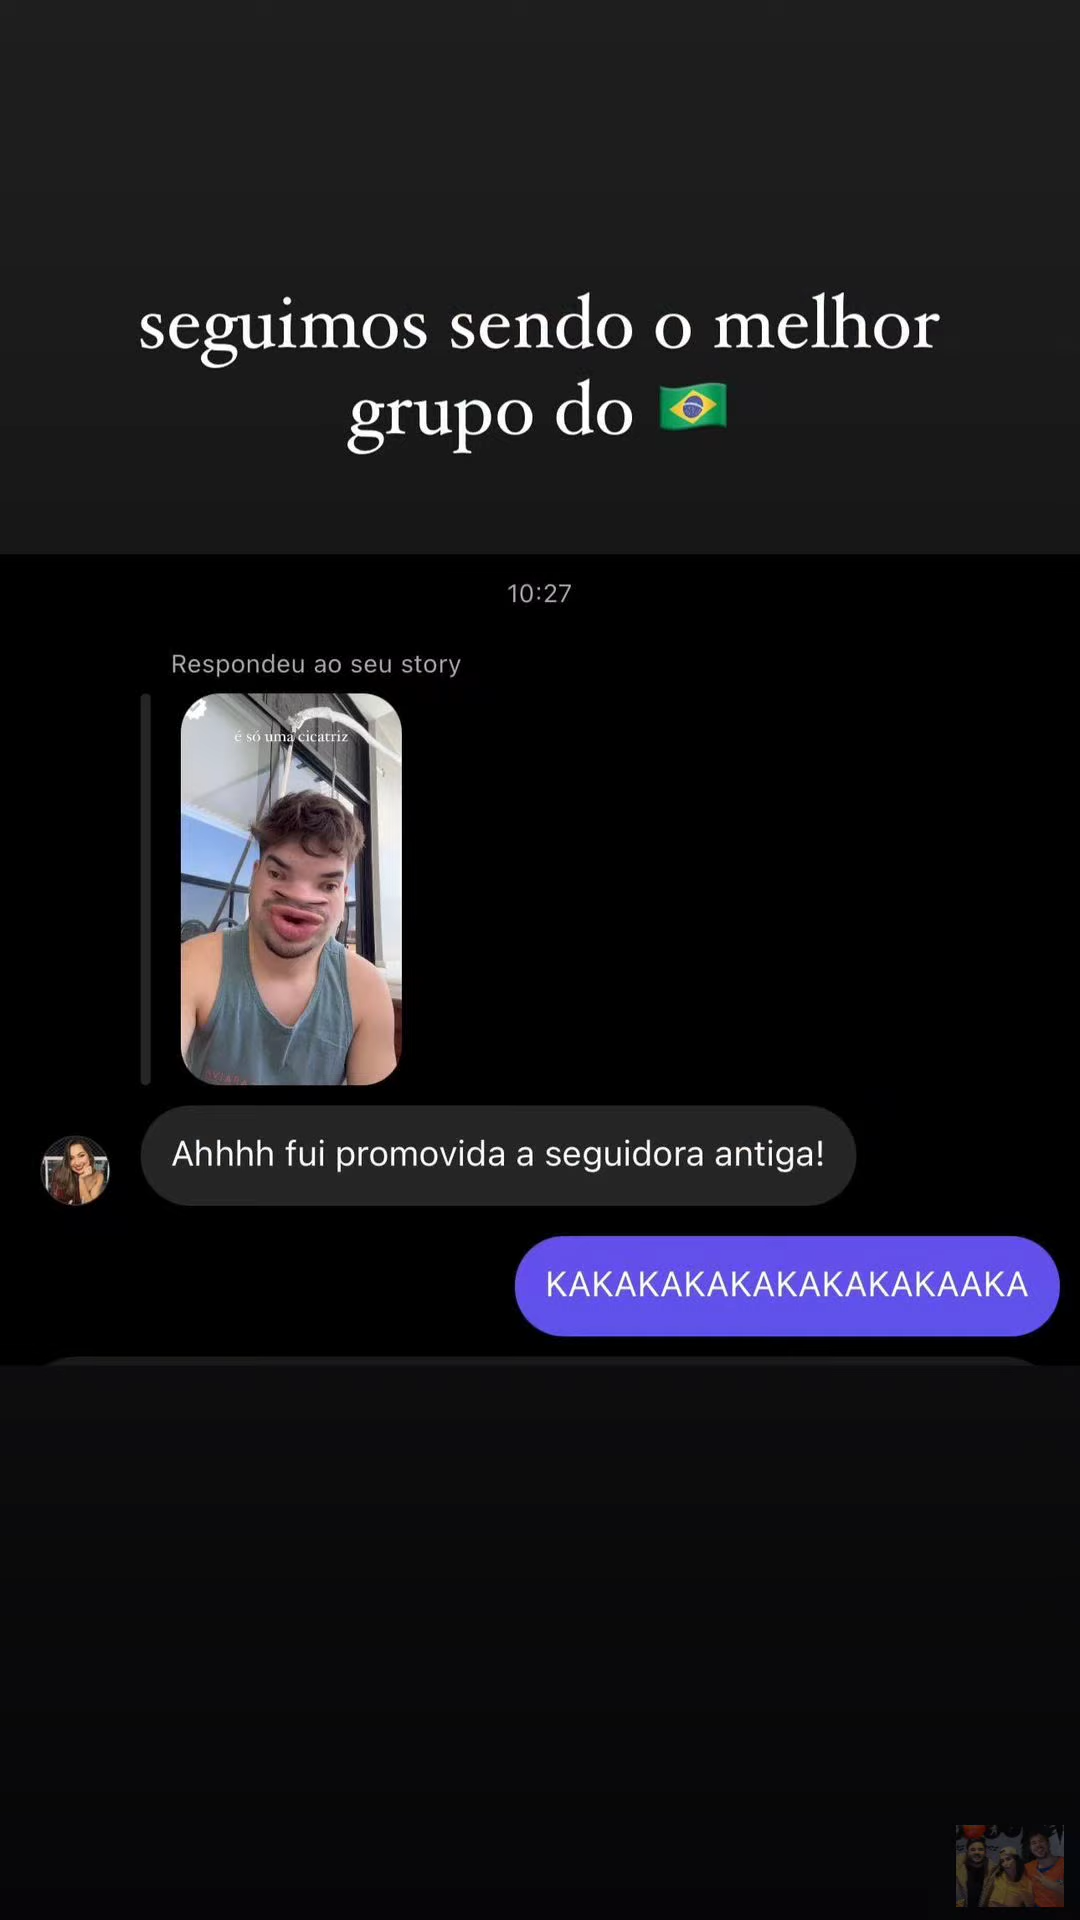 seguimos sendo o melhor
grupo do 🇧🇷
10:27
Respondeu ao seu story
é só uma cicatriz
Ahhhh fui promovida a seguidora antiga!
KAKAKAKAKAKAKAKAKAAKA